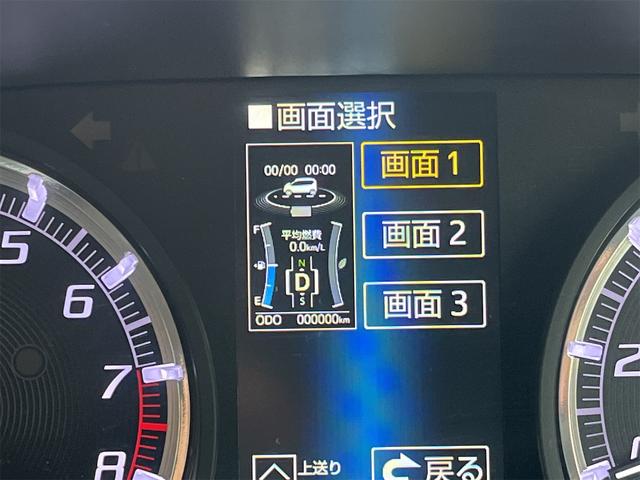 ■画面選択
00/00 00:00
画面1
F
平均燃費
0.0km/L
画面2
N
D
S
E
画面3
ODO 000000km
上送り
戻る
5
6
7
8
2